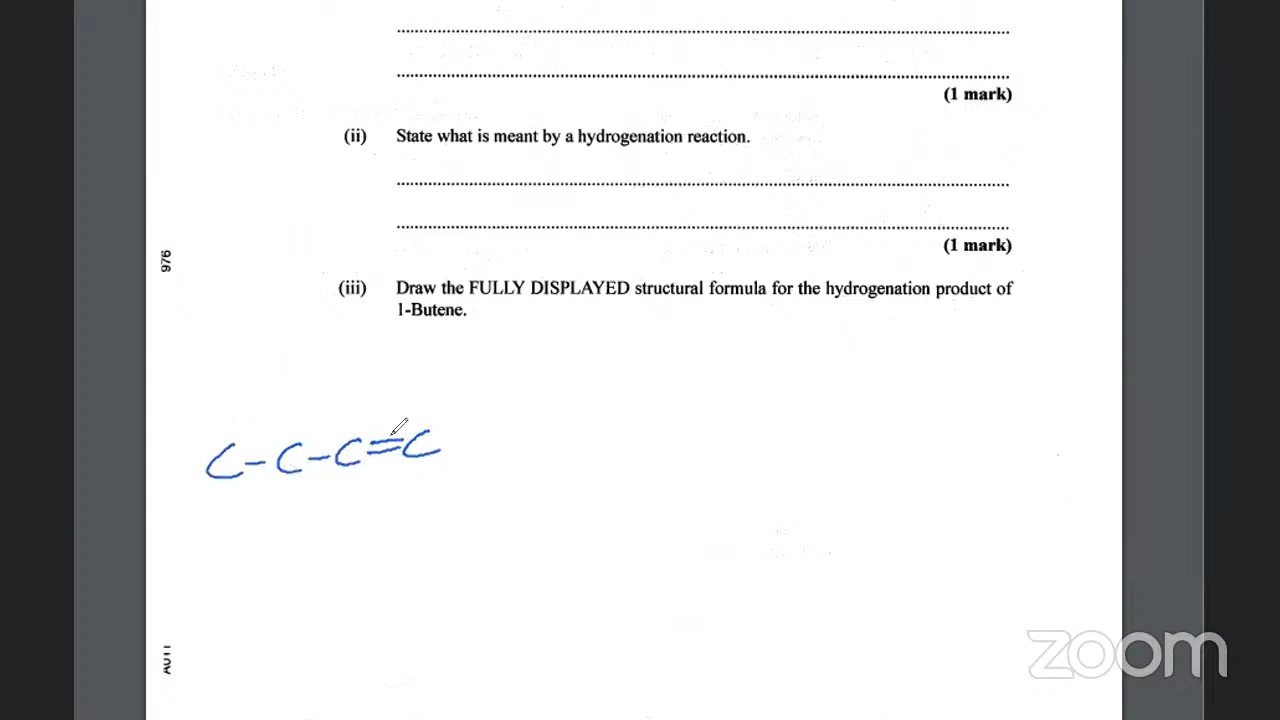 (1 mark)
(ii) State what is meant by a hydrogenation reaction.
(1 mark)
976
(iii) Draw the FULLY DISPLAYED structural formula for the hydrogenation product of
1-Butene.
C-C-C=C
zoom